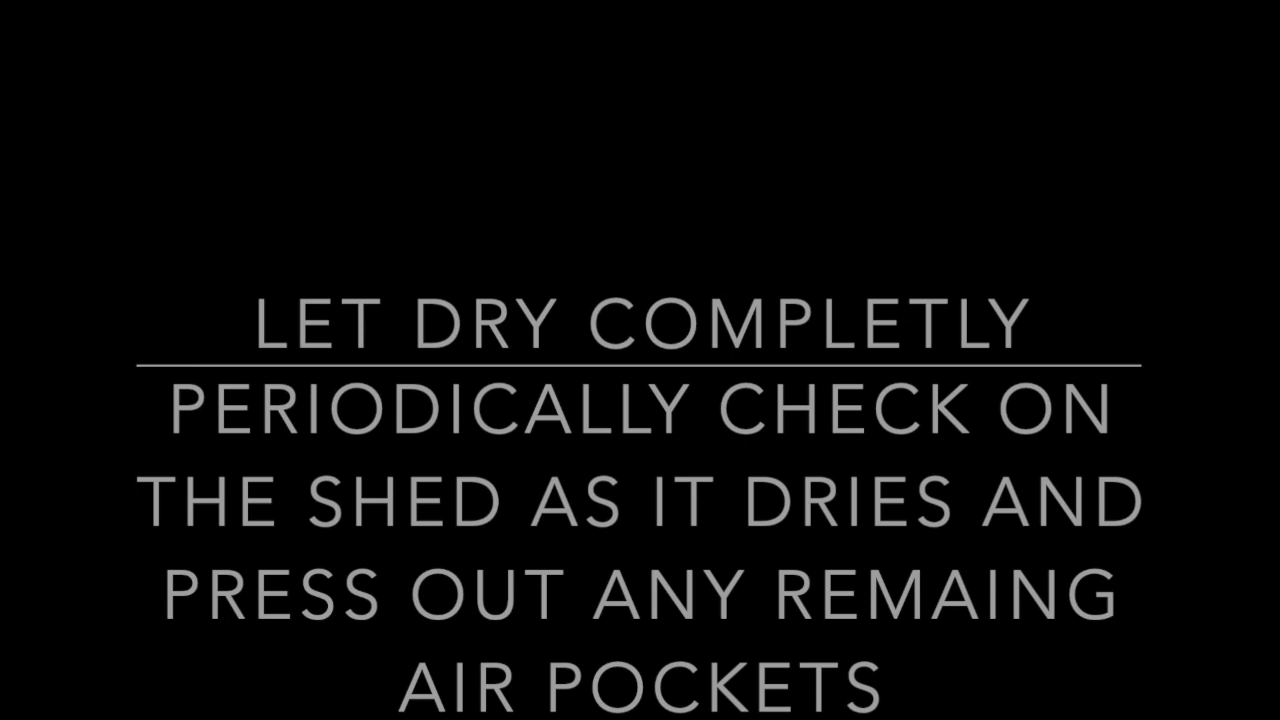 LET DRY COMPLETLY
PERIODICALLY CHECK ON
THE SHED AS IT DRIES AND
PRESS OUT ANY REMAING
AIR POCKETS